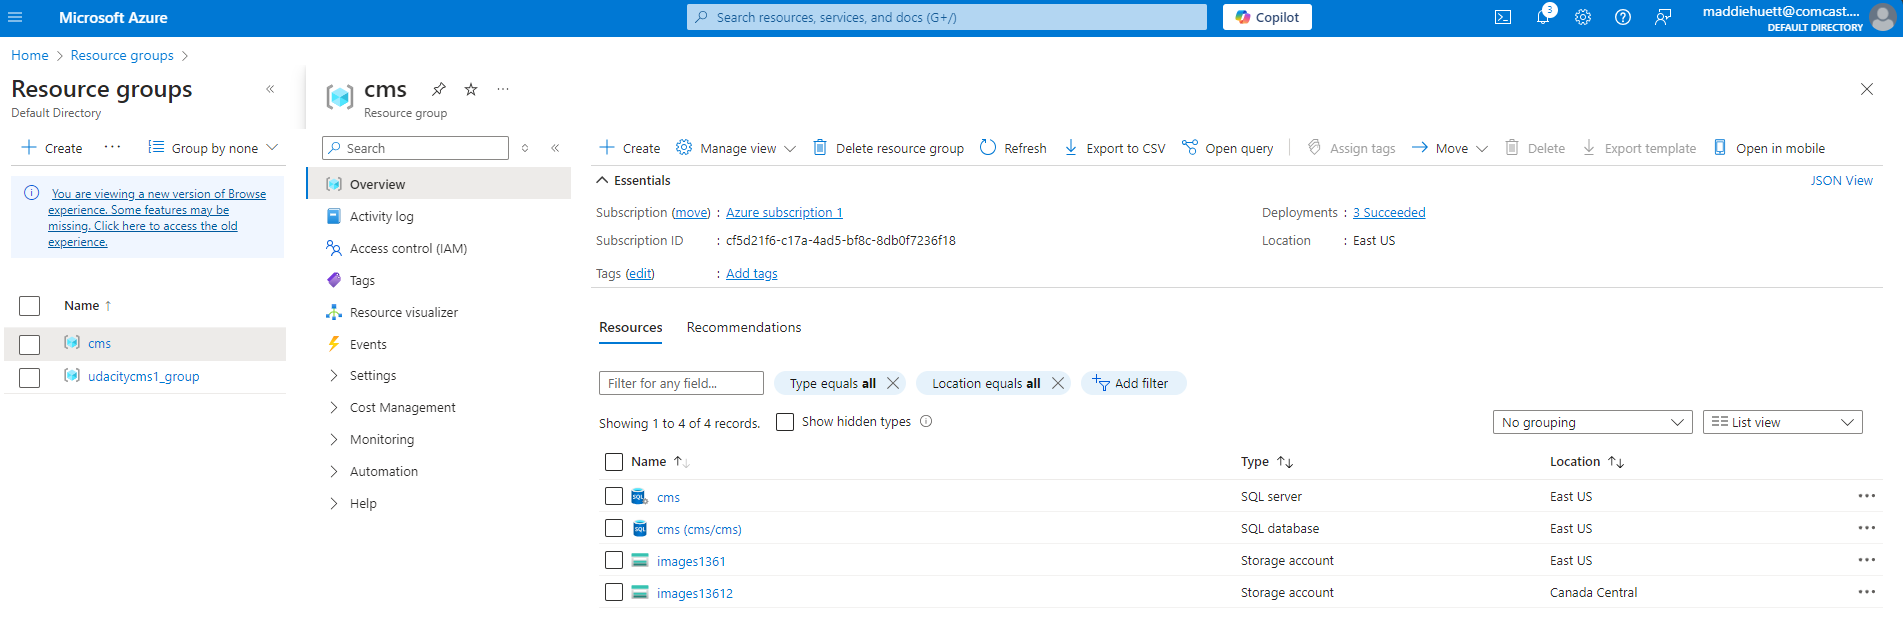 Microsoft Azure
Search resources, services, and docs (G+/)
Copilot
3
maddiehuett@comcast....
DEFAULT DIRECTORY
Home > Resource groups >
Resource groups
Default Directory
«
Create
...
Group by none
You are viewing a new version of Browse
experience. Some features may be
missing. Click here to access the old
experience.
Name ↑
cms
udacitycms1_group
cms
...
Resource group
Search
«
Overview
Activity log
Access control (IAM)
Tags
Resource visualizer
Events
Settings
Cost Management
Monitoring
Automation
Help
Create
Manage view
Delete resource group
Refresh
Export to CSV
Open query
Assign tags
Move
Delete
Export template
Open in mobile
Essentials
JSON View
Subscription (move) : Azure subscription 1
Subscription ID : cf5d21f6-c17a-4ad5-bf8c-8db0f7236f18
Tags (edit) : Add tags
Deployments : 3 Succeeded
Location : East US
Resources
Recommendations
Filter for any field...
Type equals all
Location equals all
Add filter
Showing 1 to 4 of 4 records.
Show hidden types
No grouping
List view
Name ↑↓ Type ↑↓ Location ↑↓
SQL cms SQL server East US ...
SQL cms (cms/cms) SQL database East US ...
images1361 Storage account East US ...
images13612 Storage account Canada Central ...